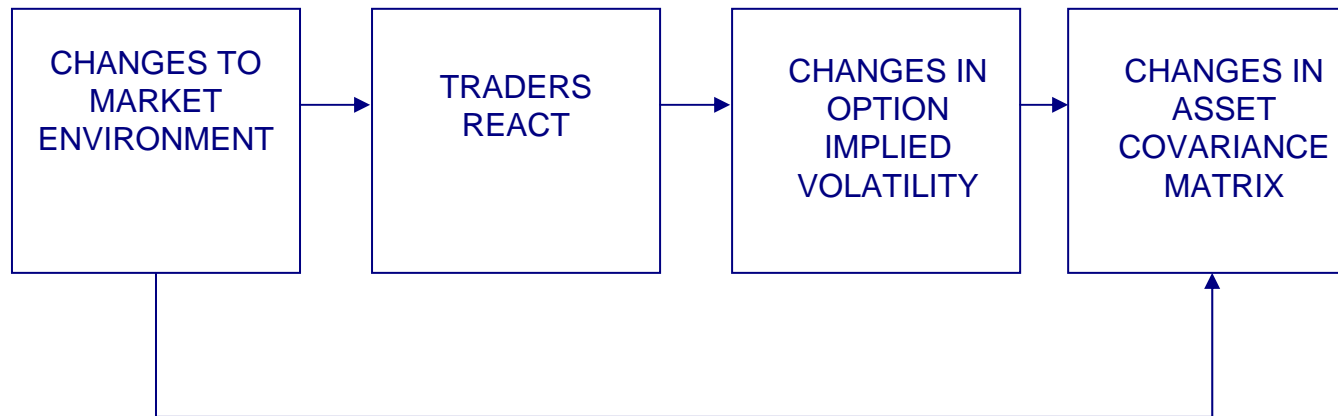 CHANGES TO
MARKET
ENVIRONMENT
TRADERS
REACT
CHANGES IN
OPTION
IMPLIED
VOLATILITY
CHANGES IN
ASSET
COVARIANCE
MATRIX